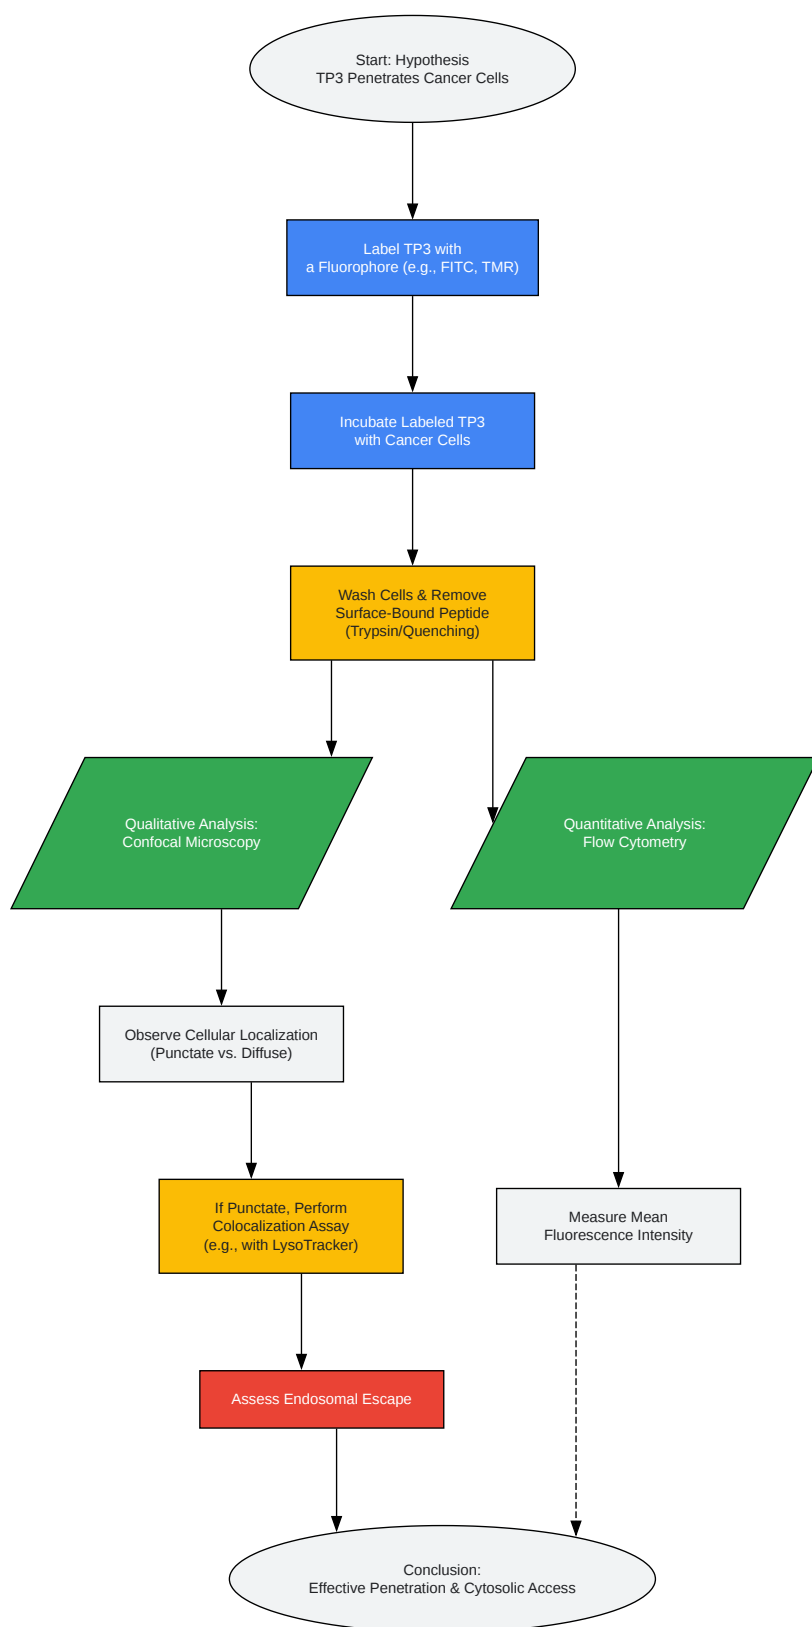 Start: Hypothesis
TP3 Penetrates Cancer Cells
Label TP3 with
a Fluorophore (e.g., FITC, TMR)
Incubate Labeled TP3
with Cancer Cells
Wash Cells & Remove
Surface-Bound Peptide
(Trypsin/Quenching)
Qualitative Analysis:
Confocal Microscopy
Quantitative Analysis:
Flow Cytometry
Observe Cellular Localization
(Punctate vs. Diffuse)
If Punctate, Perform
Colocalization Assay
(e.g., with LysoTracker)
Measure Mean
Fluorescence Intensity
Assess Endosomal Escape
Conclusion:
Effective Penetration & Cytosolic Access